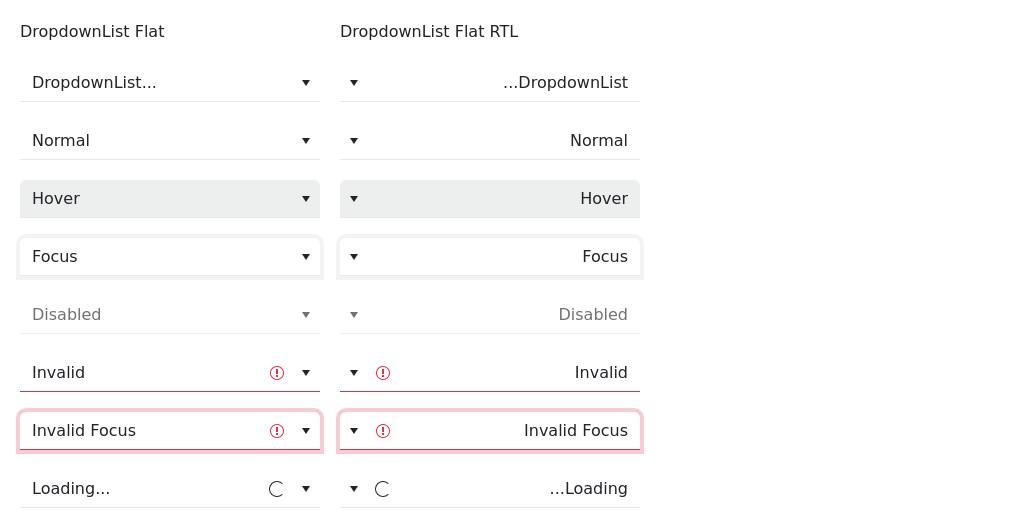 DropdownList Flat
DropdownList Flat RTL
DropdownList...
...DropdownList
Normal
Normal
Hover
Hover
Focus
Focus
Disabled
Disabled
Invalid
Invalid
Invalid Focus
Invalid Focus
Loading...
...Loading